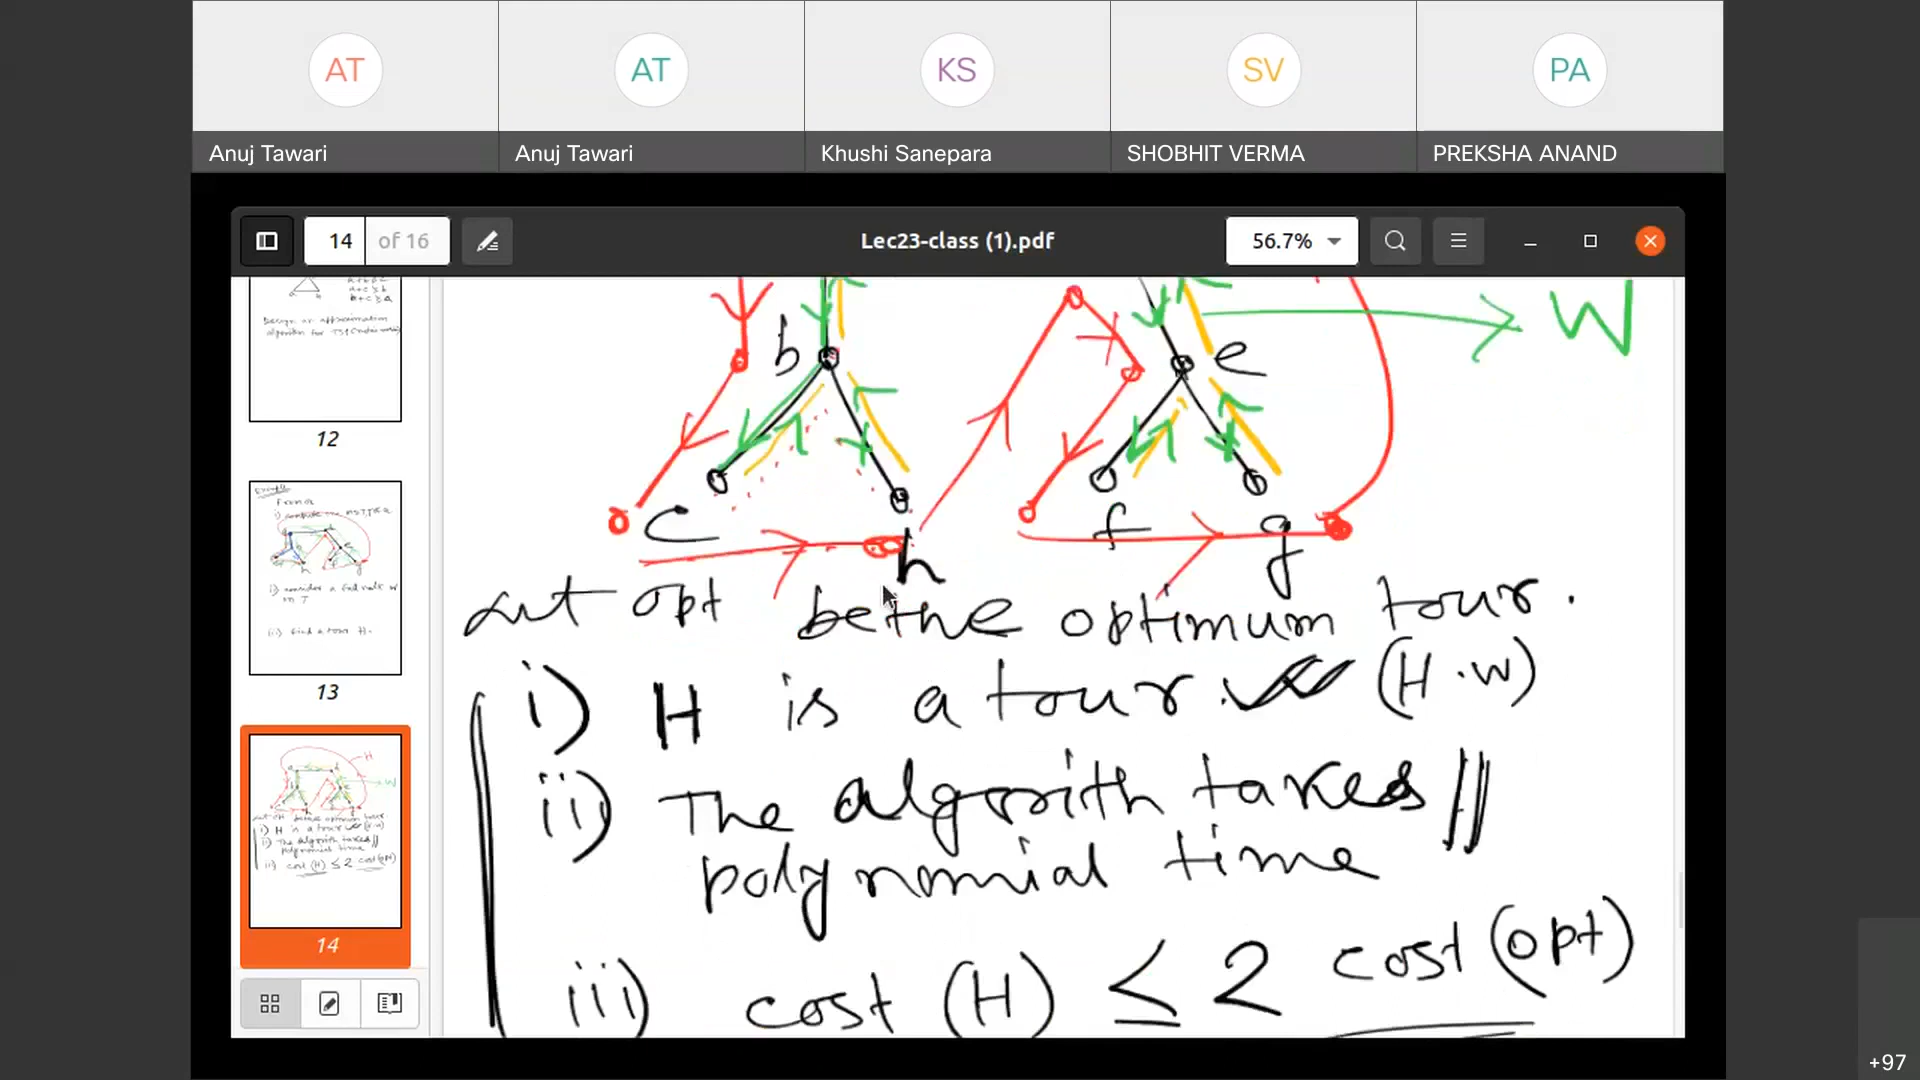 AT AT KS SV PA
Anuj Tawari Anuj Tawari Khushi Sanepara SHOBHIT VERMA PREKSHA ANAND
14 of 16 Lec23-class (1).pdf 56.7%
12
13
14
b e W
c h f g
Let opt be the optimum tour.
i) H is a tour. (H.W)
ii) The algorith takes
polynomial time
iii) cost (H) ≤ 2 cost (opt)
+97